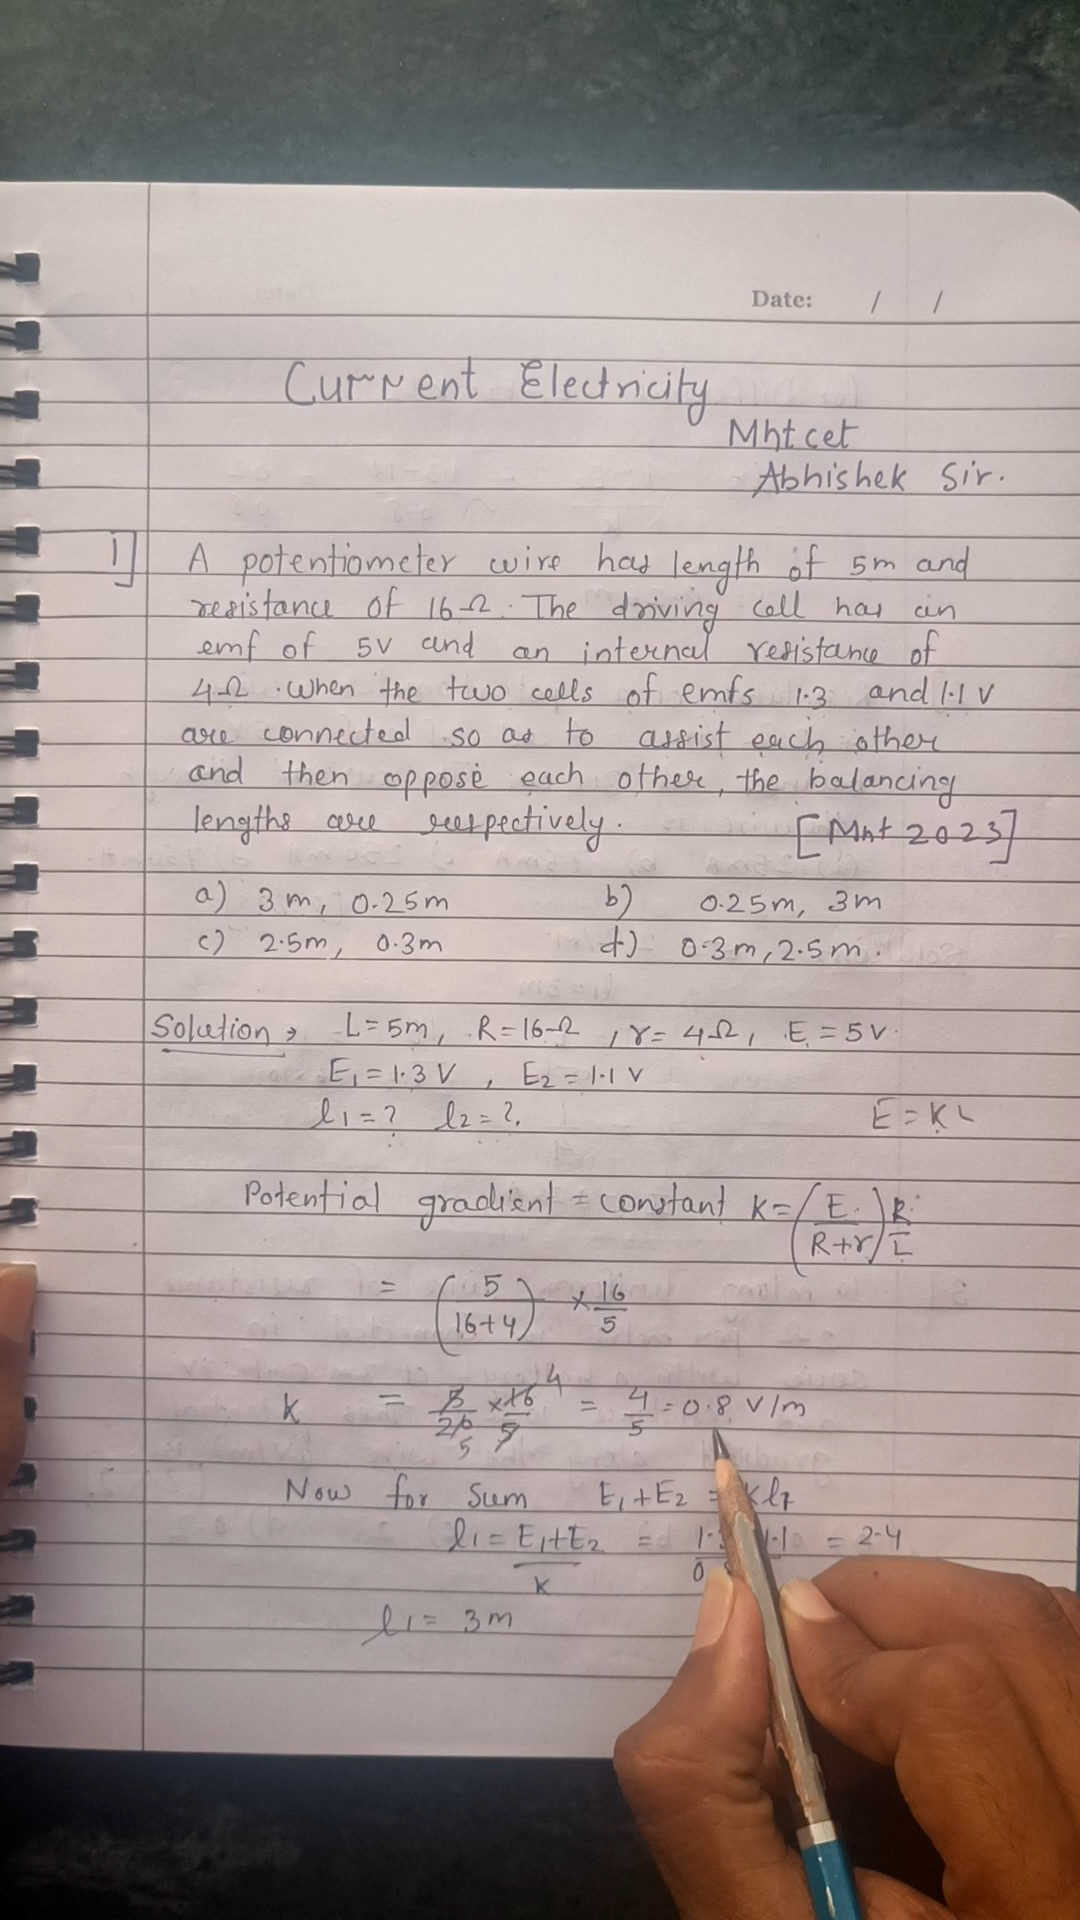 Date: / /
Current Electricity
Mht cet
Abhishek Sir.
1] A potentiometer wire has length of 5m and
resistance of 16Ω. The driving cell has an
emf of 5V and an internal resistance of
4Ω. When the two cells of emfs 1.3 and 1.1 V
are connected so as to assist each other
and then oppose each other, the balancing
lengths are respectively. [Mht 2023]
a) 3 m, 0.25m b) 0.25m, 3m
c) 2.5m, 0.3m d) 0.3m, 2.5m.
Solution → L=5m, R=16Ω, r=4Ω, E=5V.
E₁=1.3V, E₂=1.1V
l₁=? l₂=?. E=KL
Potential gradient = constant K=(E/R+r) R/L
= (5/16+4) × 16/5
K = 5/20 × 16/5 = 4/5 = 0.8 V/m
Now for sum E₁+E₂ = Kl₁
l₁ = E₁+E₂/K = = 2.4
l₁ = 3m